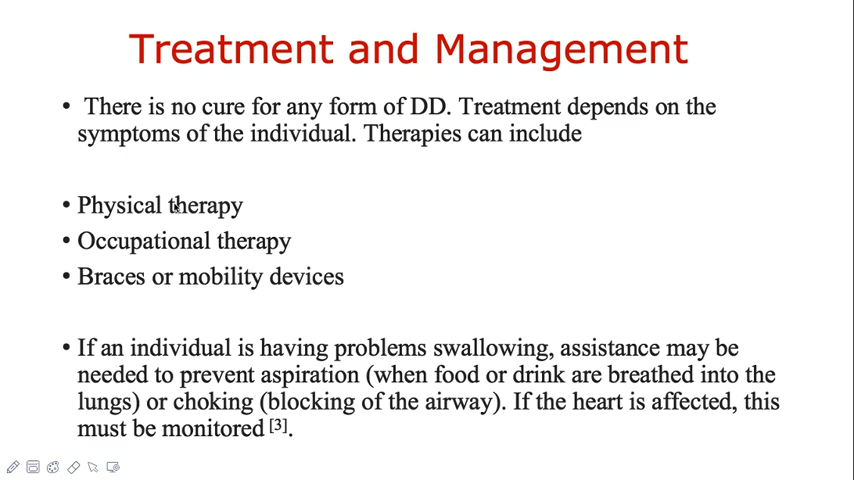 Treatment and Management
• There is no cure for any form of DD. Treatment depends on the
symptoms of the individual. Therapies can include
• Physical therapy
• Occupational therapy
• Braces or mobility devices
• If an individual is having problems swallowing, assistance may be
needed to prevent aspiration (when food or drink are breathed into the
lungs) or choking (blocking of the airway). If the heart is affected, this
must be monitored [3].